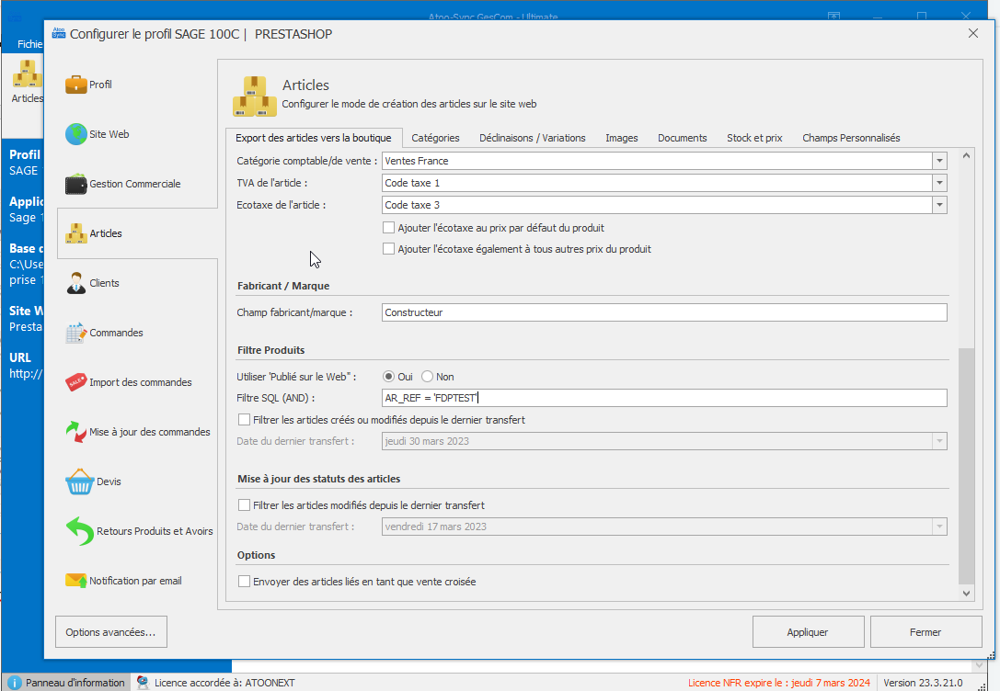 Atoo-Sync GesCom - Ultimate
Atoo Sync
Configurer le profil SAGE 100C | PRESTASHOP
Fichie
Articles
Profil
SAGE
Applic
Sage 1
Base d
C:\Use
prise 1
Site W
Presta
URL
http://
Profil
Site Web
Gestion Commerciale
Articles
Clients
Commandes
SALE
Import des commandes
Mise à jour des commandes
Devis
Retours Produits et Avoirs
Notification par email
Articles
Configurer le mode de création des articles sur le site web
Export des articles vers la boutique Catégories Déclinaisons / Variations Images Documents Stock et prix Champs Personnalisés
Catégorie comptable/de vente : Ventes France
TVA de l'article : Code taxe 1
Ecotaxe de l'article : Code taxe 3
Ajouter l'écotaxe au prix par défaut du produit
Ajouter l'écotaxe également à tous autres prix du produit
Fabricant / Marque
Champ fabricant/marque : Constructeur
Filtre Produits
Utiliser 'Publié sur le Web" : Oui Non
Filtre SQL (AND) : AR_REF = 'FDPTEST'
Filtrer les articles créés ou modifiés depuis le dernier transfert
Date du dernier transfert : jeudi 30 mars 2023
Mise à jour des statuts des articles
Filtrer les articles modifiés depuis le dernier transfert
Date du dernier transfert : vendredi 17 mars 2023
Options
Envoyer des articles liés en tant que vente croisée
Options avancées... Appliquer Fermer
Panneau d'information Licence accordée à: ATOONEXT Licence NFR expire le : jeudi 7 mars 2024 Version 23.3.21.0